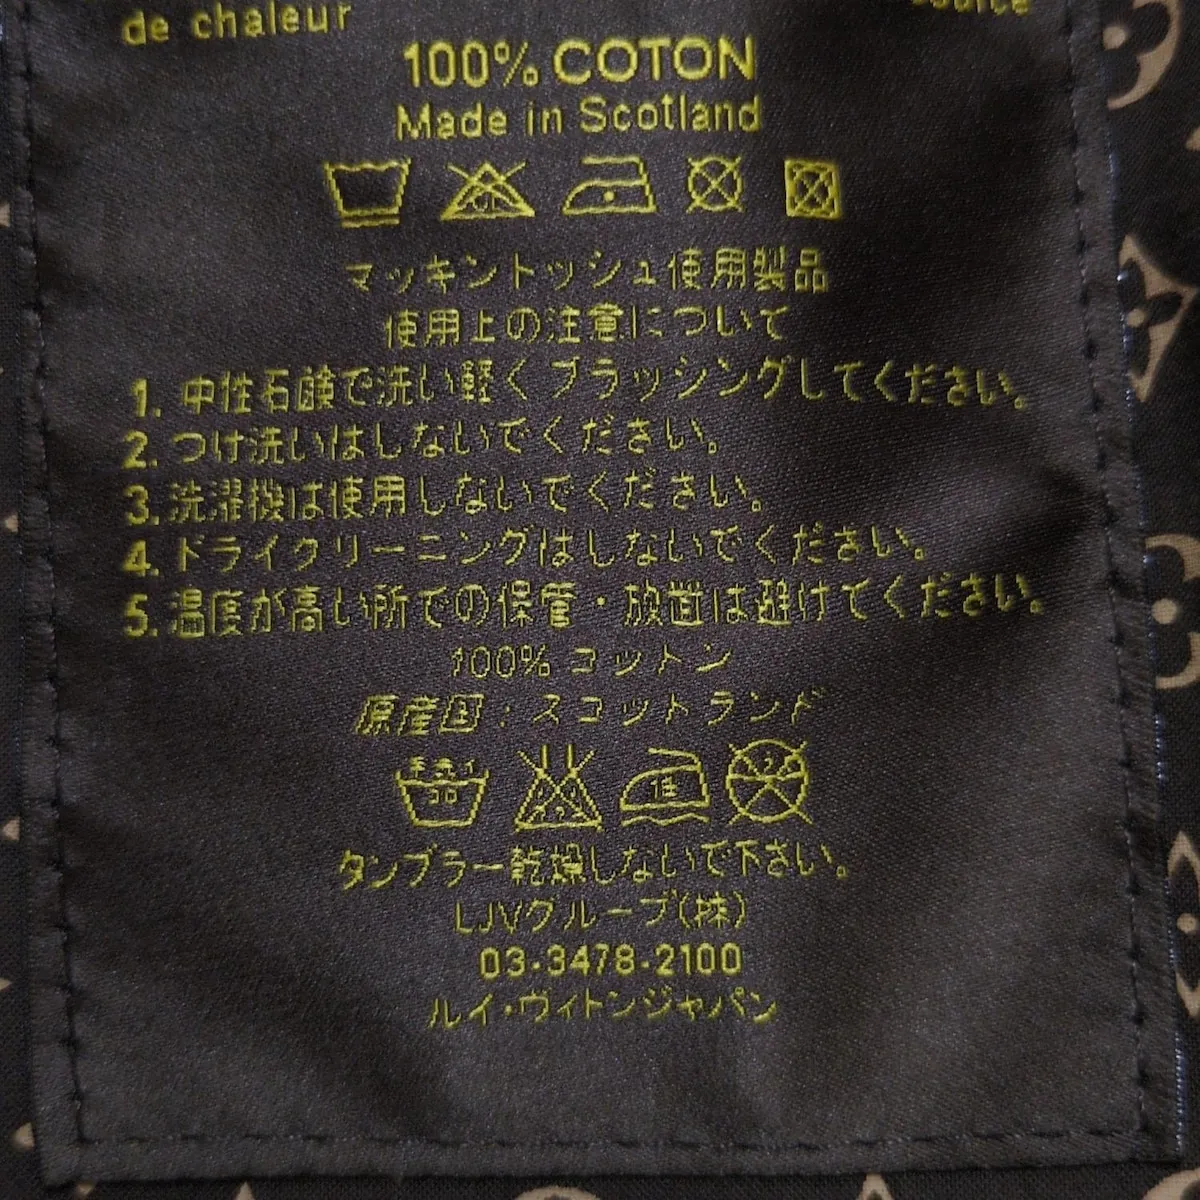 de chaleur
100% COTON
Made in Scotland
CL
マッキントッシュ使用製品
使用上の注意について
1. 中性石鹸で洗い軽くブラッシングしてください。
2. つけ洗いはしないでください。
3. 洗濯機は使用しないでください。
4. ドライクリーニングはしないでください。
5. 温度が高い所での保管・放置は避けてください。
100% コットン
原産国：スコットランド
手洗イ
30
低
タンブラー乾燥しないで下さい。
LJVグループ(株)
03-3478-2100
ルイ・ヴィトンジャパン